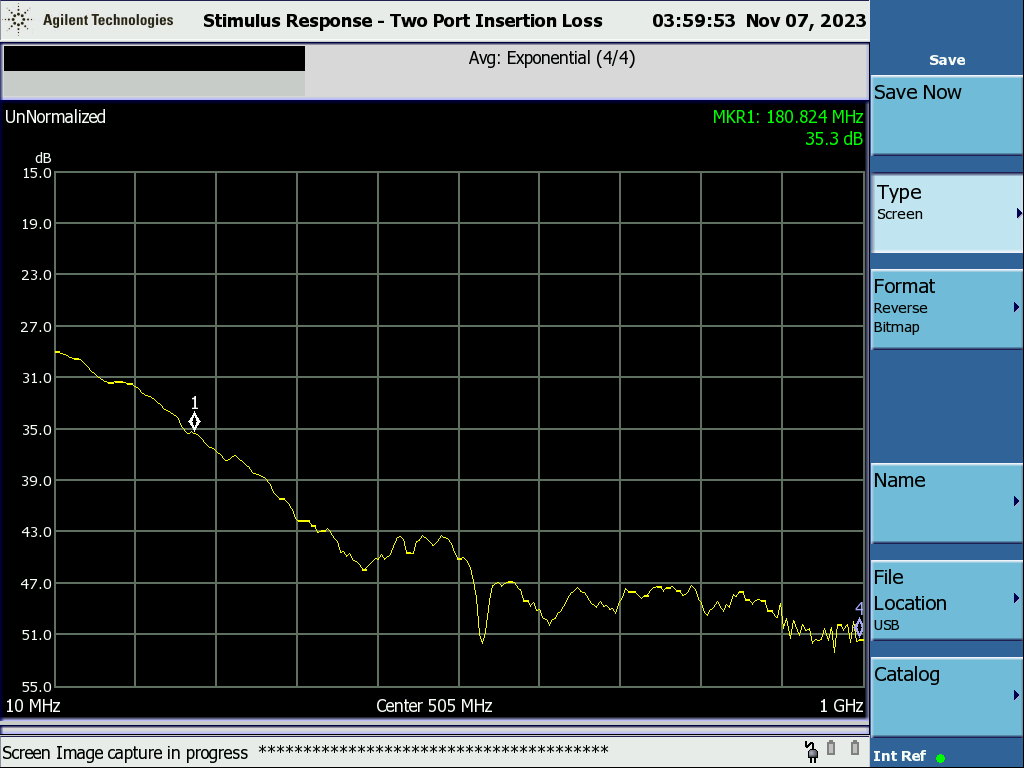 Agilent Technologies Stimulus Response - Two Port Insertion Loss 03:59:53 Nov 07, 2023
Avg: Exponential (4/4)
UnNormalized
MKR1: 180.824 MHz
35.3 dB
dB
15.0
19.0
23.0
27.0
31.0
35.0
39.0
43.0
47.0
51.0
55.0
1
4
10 MHz Center 505 MHz 1 GHz
Screen Image capture in progress ***************************************
Save
Save Now
Type
Screen
Format
Reverse
Bitmap
Name
File
Location
USB
Catalog
Int Ref